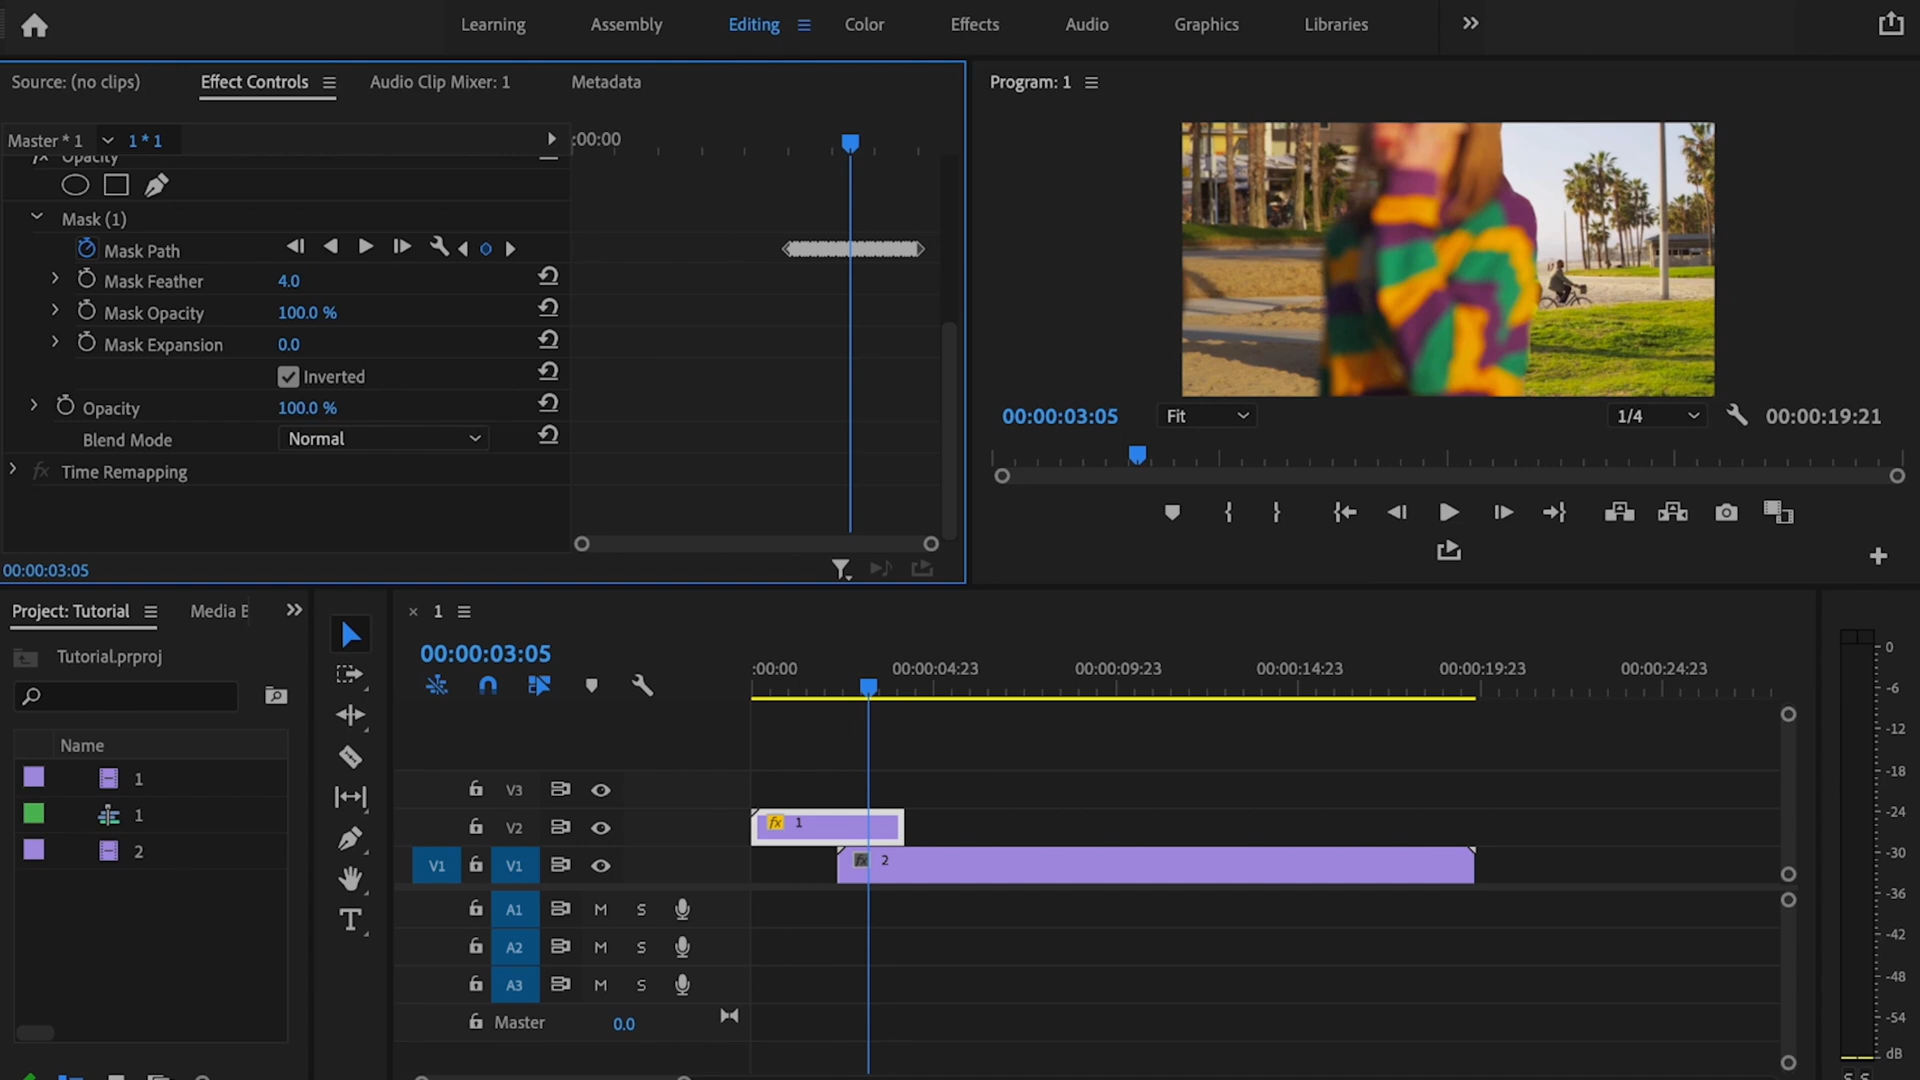 Learning Assembly Editing Color Effects Audio Graphics Libraries
Source: (no clips) Effect Controls Audio Clip Mixer: 1 Metadata
Program: 1
Master * 1 1 * 1 :00:00
fx Opacity
Mask (1)
Mask Path
Mask Feather 4.0
Mask Opacity 100.0 %
Mask Expansion 0.0
Inverted
Opacity 100.0 %
Blend Mode Normal
fx Time Remapping
00:00:03:05
00:00:03:05 Fit 1/4 00:00:19:21
Project: Tutorial Media B
Tutorial.prproj
Name
1
1
2
× 1
00:00:03:05
:00:00 00:00:04:23 00:00:09:23 00:00:14:23 00:00:19:23 00:00:24:23
V3
V2 fx 1
V1 V1 fx 2
A1 M S
A2 M S
A3 M S
Master 0.0
0
-6
-12
-18
-24
-30
-36
-42
-48
-54
dB
S S